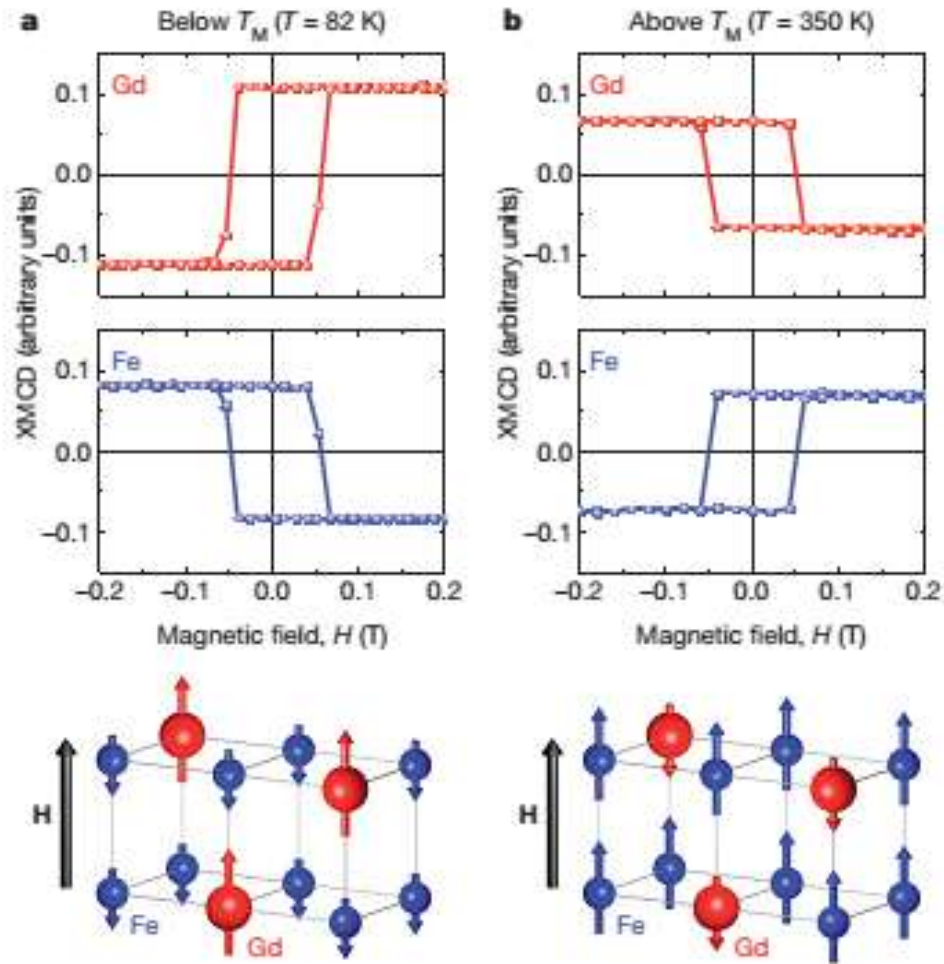 a Below T_M (T = 82 K)
b Above T_M (T = 350 K)
XMCD (arbitrary units)
Gd
0.1
0.0
–0.1
Fe
0.1
0.0
–0.1
–0.2 –0.1 0.0 0.1 0.2
Magnetic field, H (T)
XMCD (arbitrary units)
Gd
0.1
0.0
–0.1
Fe
0.1
0.0
–0.1
–0.2 –0.1 0.0 0.1 0.2
Magnetic field, H (T)
H
Fe
Gd
H
Fe
Gd